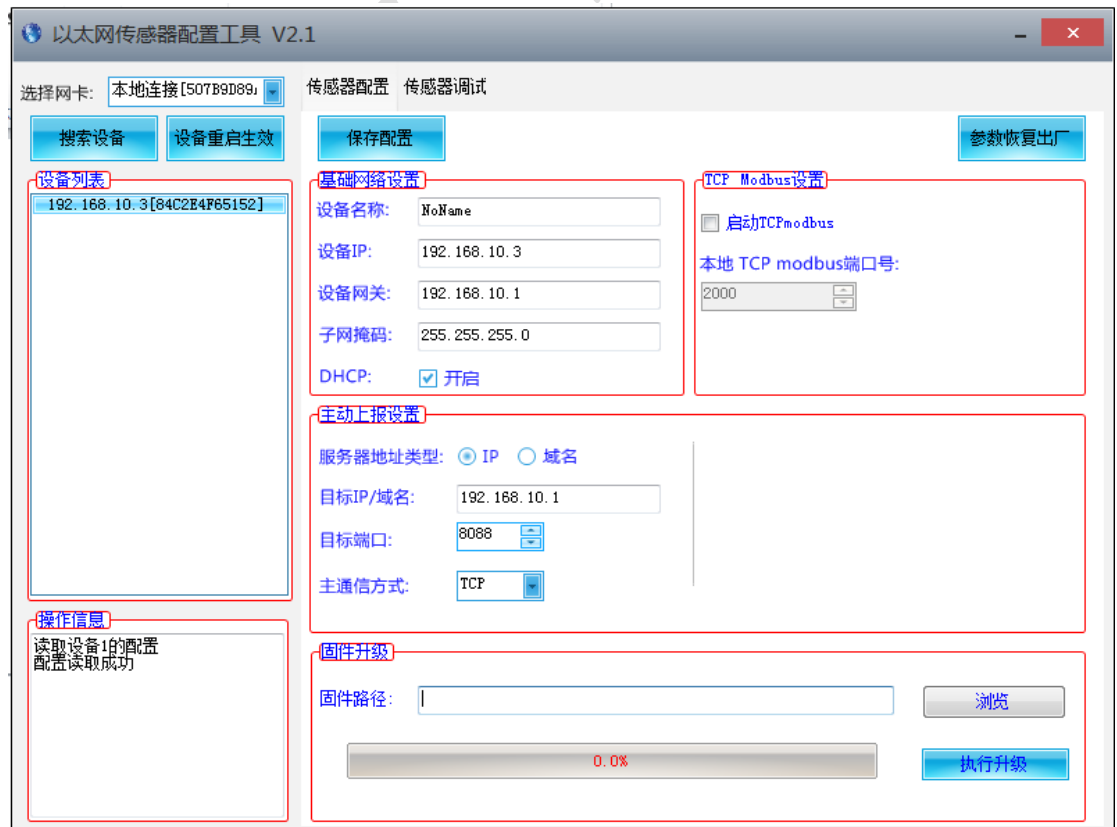 以太网传感器配置工具 V2.1
选择网卡: 本地连接[507B9D89
传感器配置 传感器调试
搜索设备 设备重启生效 保存配置 参数恢复出厂
设备列表
192.168.10.3[84C2E4F65152]
基础网络设置
设备名称: NoName
设备IP: 192.168.10.3
设备网关: 192.168.10.1
子网掩码: 255.255.255.0
DHCP: 开启
TCP Modbus设置
启动TCPmodbus
本地 TCP modbus端口号:
2000
主动上报设置
服务器地址类型: IP 域名
目标IP/域名: 192.168.10.1
目标端口: 8088
主通信方式: TCP
操作信息
读取设备1的配置
配置读取成功
固件升级
固件路径: 浏览
0.0% 执行升级